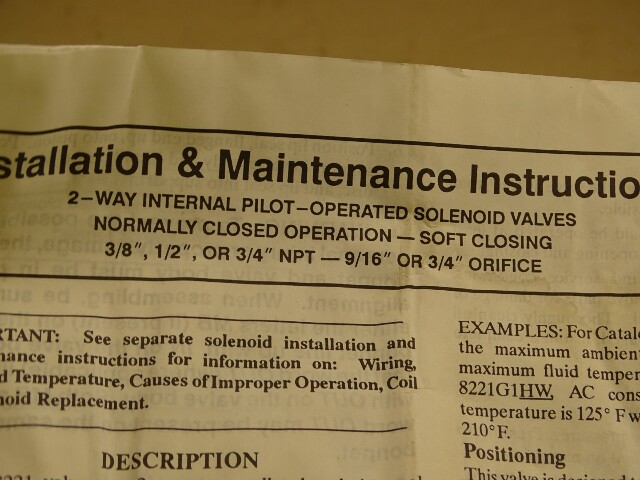 stallation & Maintenance Instructio
2-WAY INTERNAL PILOT-OPERATED SOLENOID VALVES
NORMALLY CLOSED OPERATION — SOFT CLOSING
3/8", 1/2", OR 3/4" NPT — 9/16" OR 3/4" ORIFICE
RTANT: See separate solenoid installation and
nance instructions for information on: Wiring,
d Temperature, Causes of Improper Operation, Coil
noid Replacement.
DESCRIPTION
EXAMPLES: For Catalo
the maximum ambien
maximum fluid temper
8221G1HW, AC cons
temperature is 125° F w
210° F.
Positioning
This valve is designed t